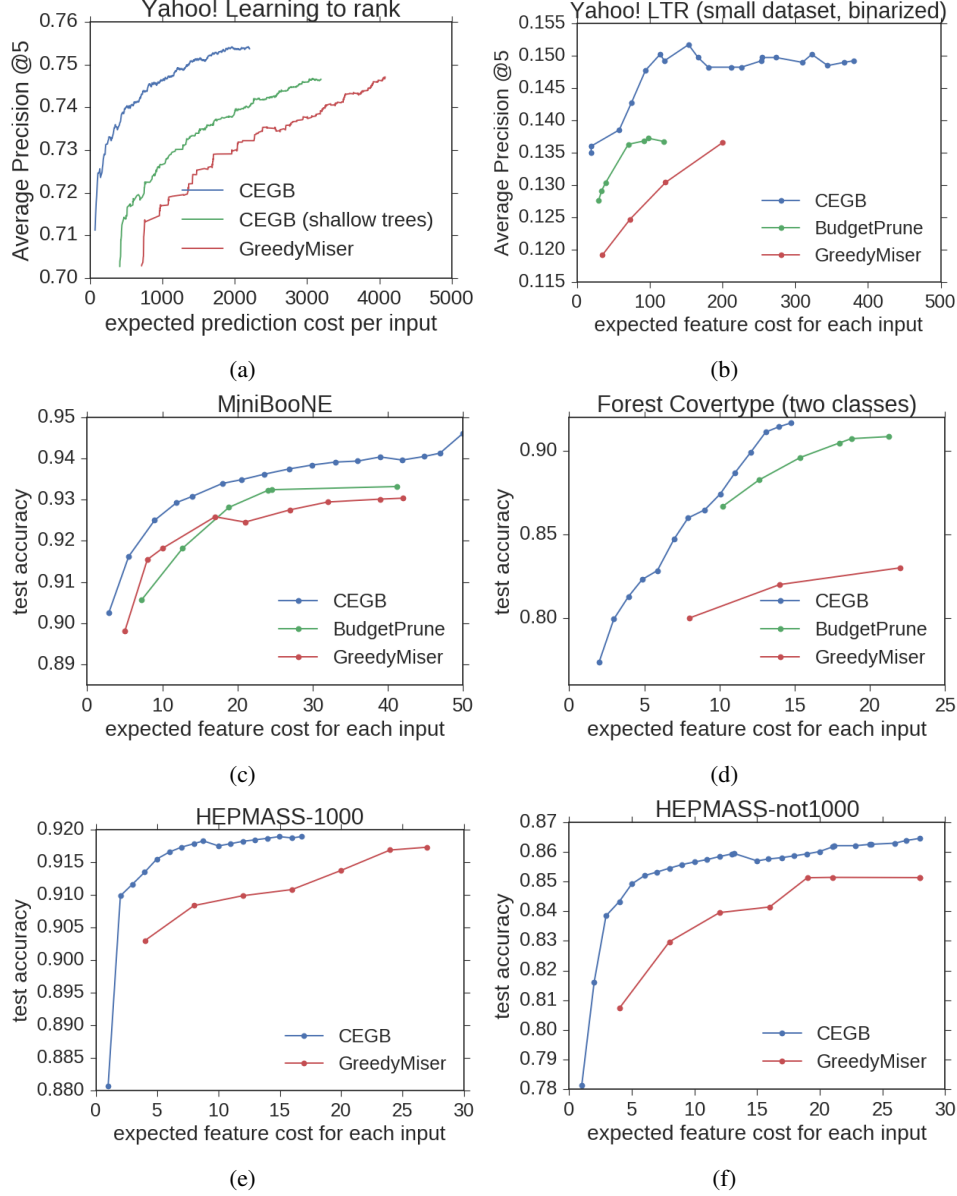 Yahoo! Learning to rank
0.76
0.75
0.74
0.73
0.72
0.71
0.70
Average Precision @5
CEGB
CEGB (shallow trees)
GreedyMiser
0 1000 2000 3000 4000 5000
expected prediction cost per input
(a)
Yahoo! LTR (small dataset, binarized)
0.155
0.150
0.145
0.140
0.135
0.130
0.125
0.120
0.115
Average Precision @5
CEGB
BudgetPrune
GreedyMiser
0 100 200 300 400 500
expected feature cost for each input
(b)
MiniBooNE
0.95
0.94
0.93
0.92
0.91
0.90
0.89
test accuracy
CEGB
BudgetPrune
GreedyMiser
0 10 20 30 40 50
expected feature cost for each input
(c)
Forest Covertype (two classes)
0.90
0.85
0.80
test accuracy
CEGB
BudgetPrune
GreedyMiser
0 5 10 15 20 25
expected feature cost for each input
(d)
HEPMASS-1000
0.920
0.915
0.910
0.905
0.900
0.895
0.890
0.885
0.880
test accuracy
CEGB
GreedyMiser
0 5 10 15 20 25 30
expected feature cost for each input
(e)
HEPMASS-not1000
0.87
0.86
0.85
0.84
0.83
0.82
0.81
0.80
0.79
0.78
test accuracy
CEGB
GreedyMiser
0 5 10 15 20 25 30
expected feature cost for each input
(f)